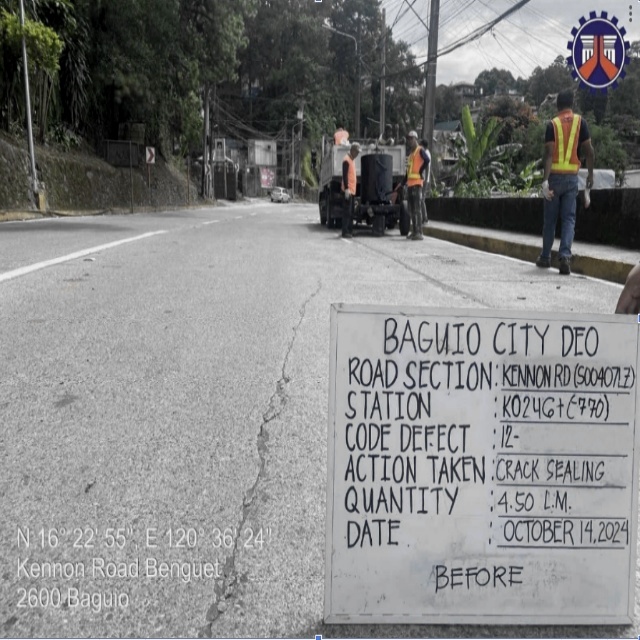 BAGUIO CITY DEO
ROAD SECTION: KENNON RD (S00407LZ)
STATION : K0246+(-770)
CODE DEFECT : 12-
ACTION TAKEN: CRACK SEALING
QUANTITY : 4.50 L.M.
DATE : OCTOBER 14, 2024
BEFORE
N 16° 22' 55", E 120° 36' 24"
Kennon Road Benguet
2600 Baguio